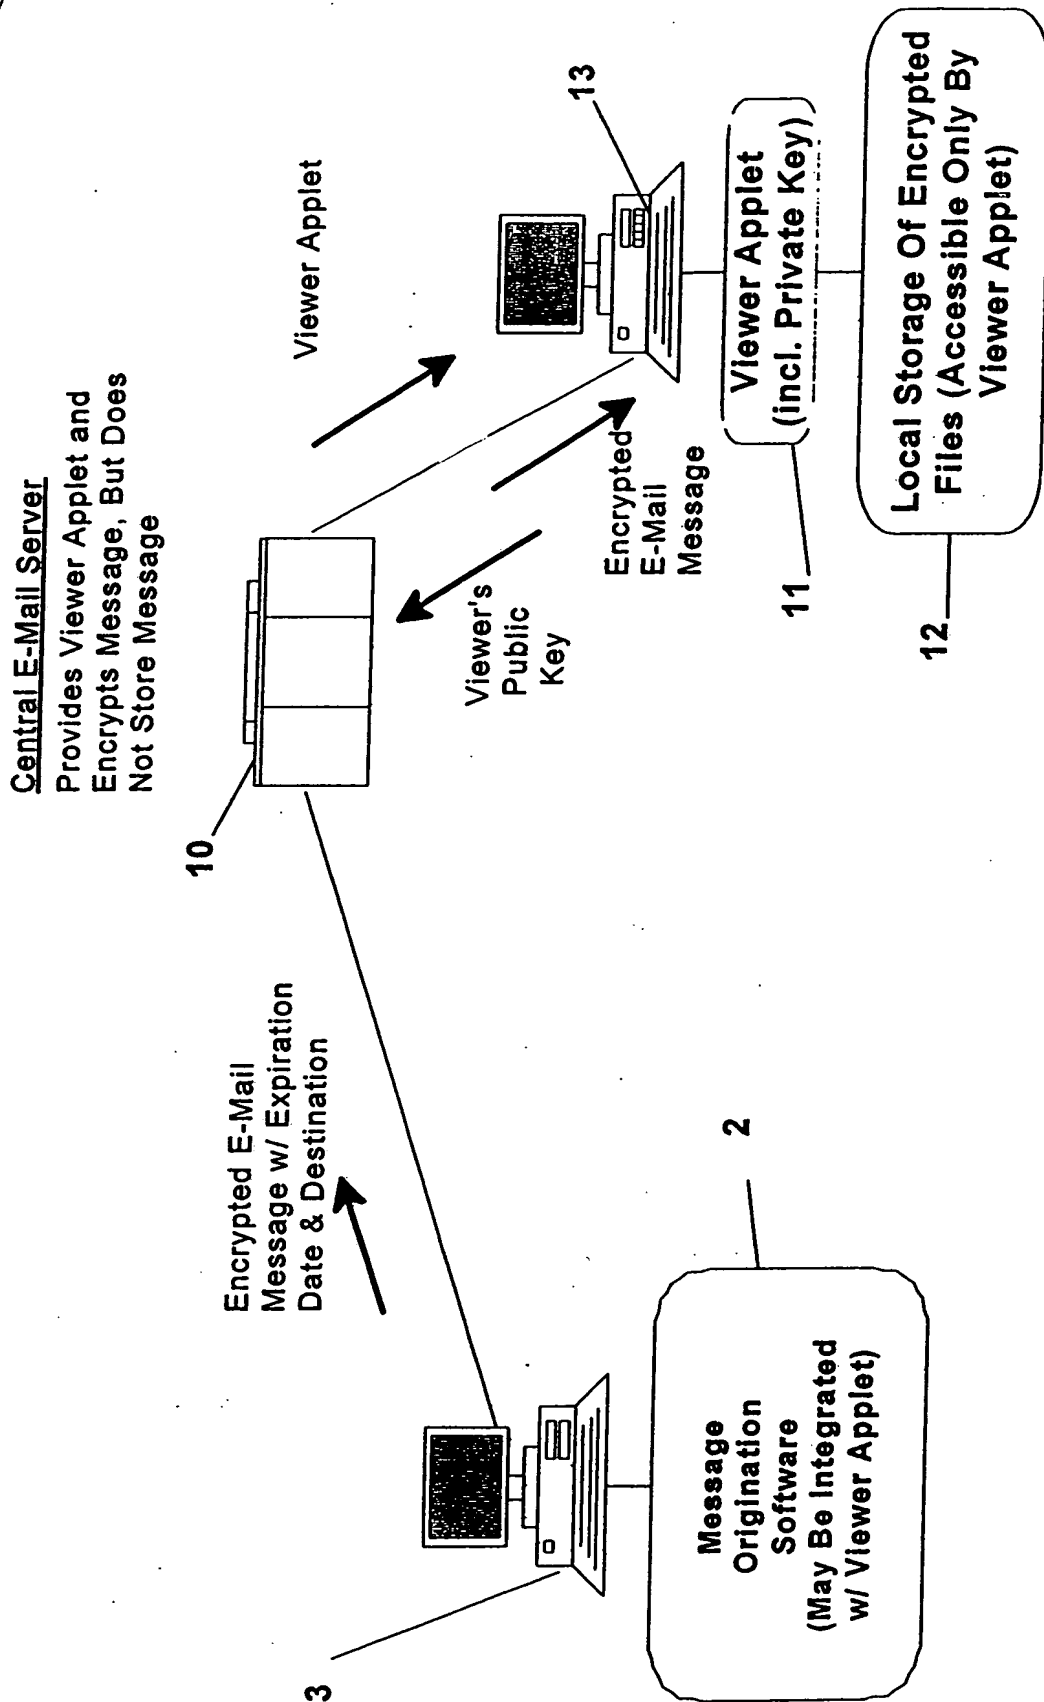 Central E-Mail Server
Provides Viewer Applet and
Encrypts Message, But Does
Not Store Message
10
Encrypted E-Mail
Message w/ Expiration
Date & Destination
3
Message
Origination
Software
(May Be Integrated
w/ Viewer Applet)
2
Viewer Applet
Viewer's
Public
Key
Encrypted
E-Mail
Message
13
Viewer Applet
(incl. Private Key)
11
Local Storage Of Encrypted
Files (Accessible Only By
Viewer Applet)
12